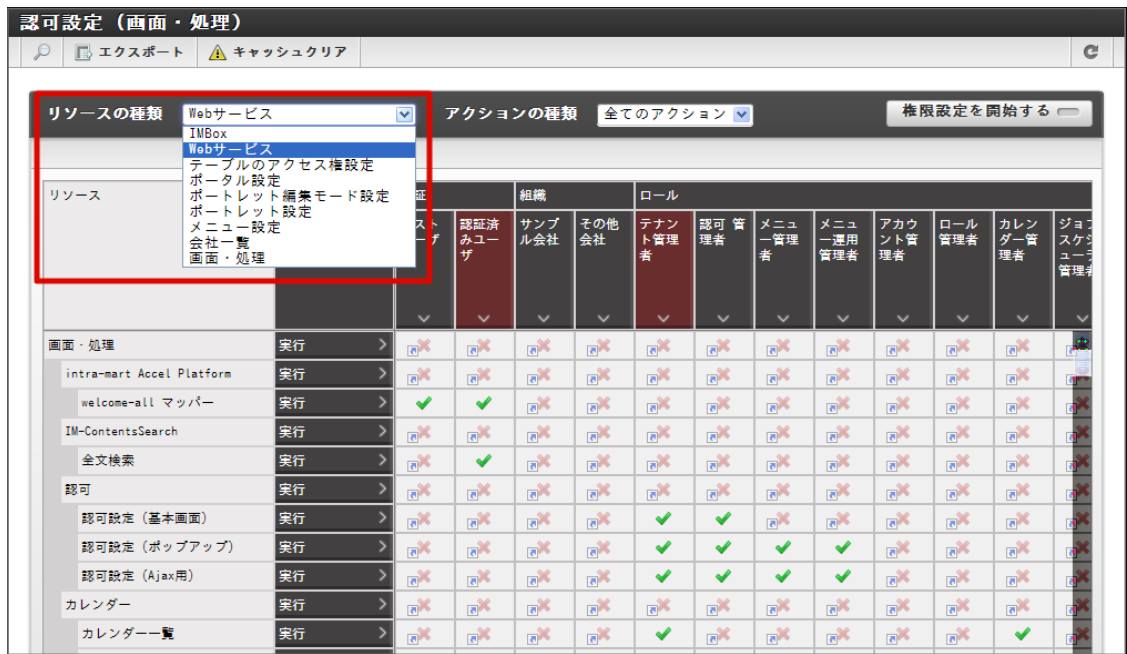 認可設定（画面・処理）
エクスポート キャッシュクリア
リソースの種類 Webサービス アクションの種類 全てのアクション 権限設定を開始する
IMBox
Webサービス
テーブルのアクセス権設定
ポータル設定
ポートレット編集モード設定
ポートレット設定
メニュー設定
会社一覧
画面・処理
リソース 組織 ロール
認証済みユーザ サンプル会社 その他会社 テナント管理者 認可 管理者 メニュー管理者 メニュー運用管理者 アカウント管理者 ロール管理者 カレンダー管理者
画面・処理 実行
intra-mart Accel Platform 実行
welcome-all マッパー 実行
IM-ContentsSearch 実行
全文検索 実行
認可 実行
認可設定（基本画面） 実行
認可設定（ポップアップ） 実行
認可設定（Ajax用） 実行
カレンダー 実行
カレンダー一覧 実行